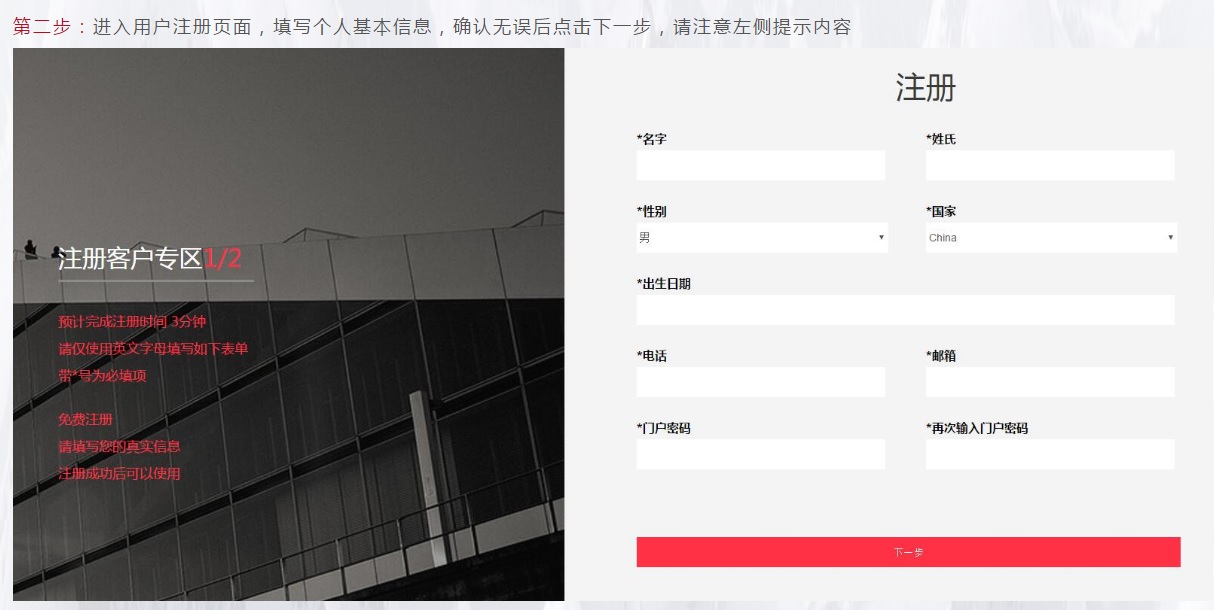 第二步：进入用户注册页面，填写个人基本信息，确认无误后点击下一步，请注意左侧提示内容
注册客户专区1/2
预计完成注册时间 3分钟
请仅使用英文字母填写如下表单
带*号为必填项
免费注册
请填写您的真实信息
注册成功后可以使用
注册
*名字
*姓氏
*性别
*国家
男
China
*出生日期
*电话
*邮箱
*门户密码
*再次输入门户密码
下一步